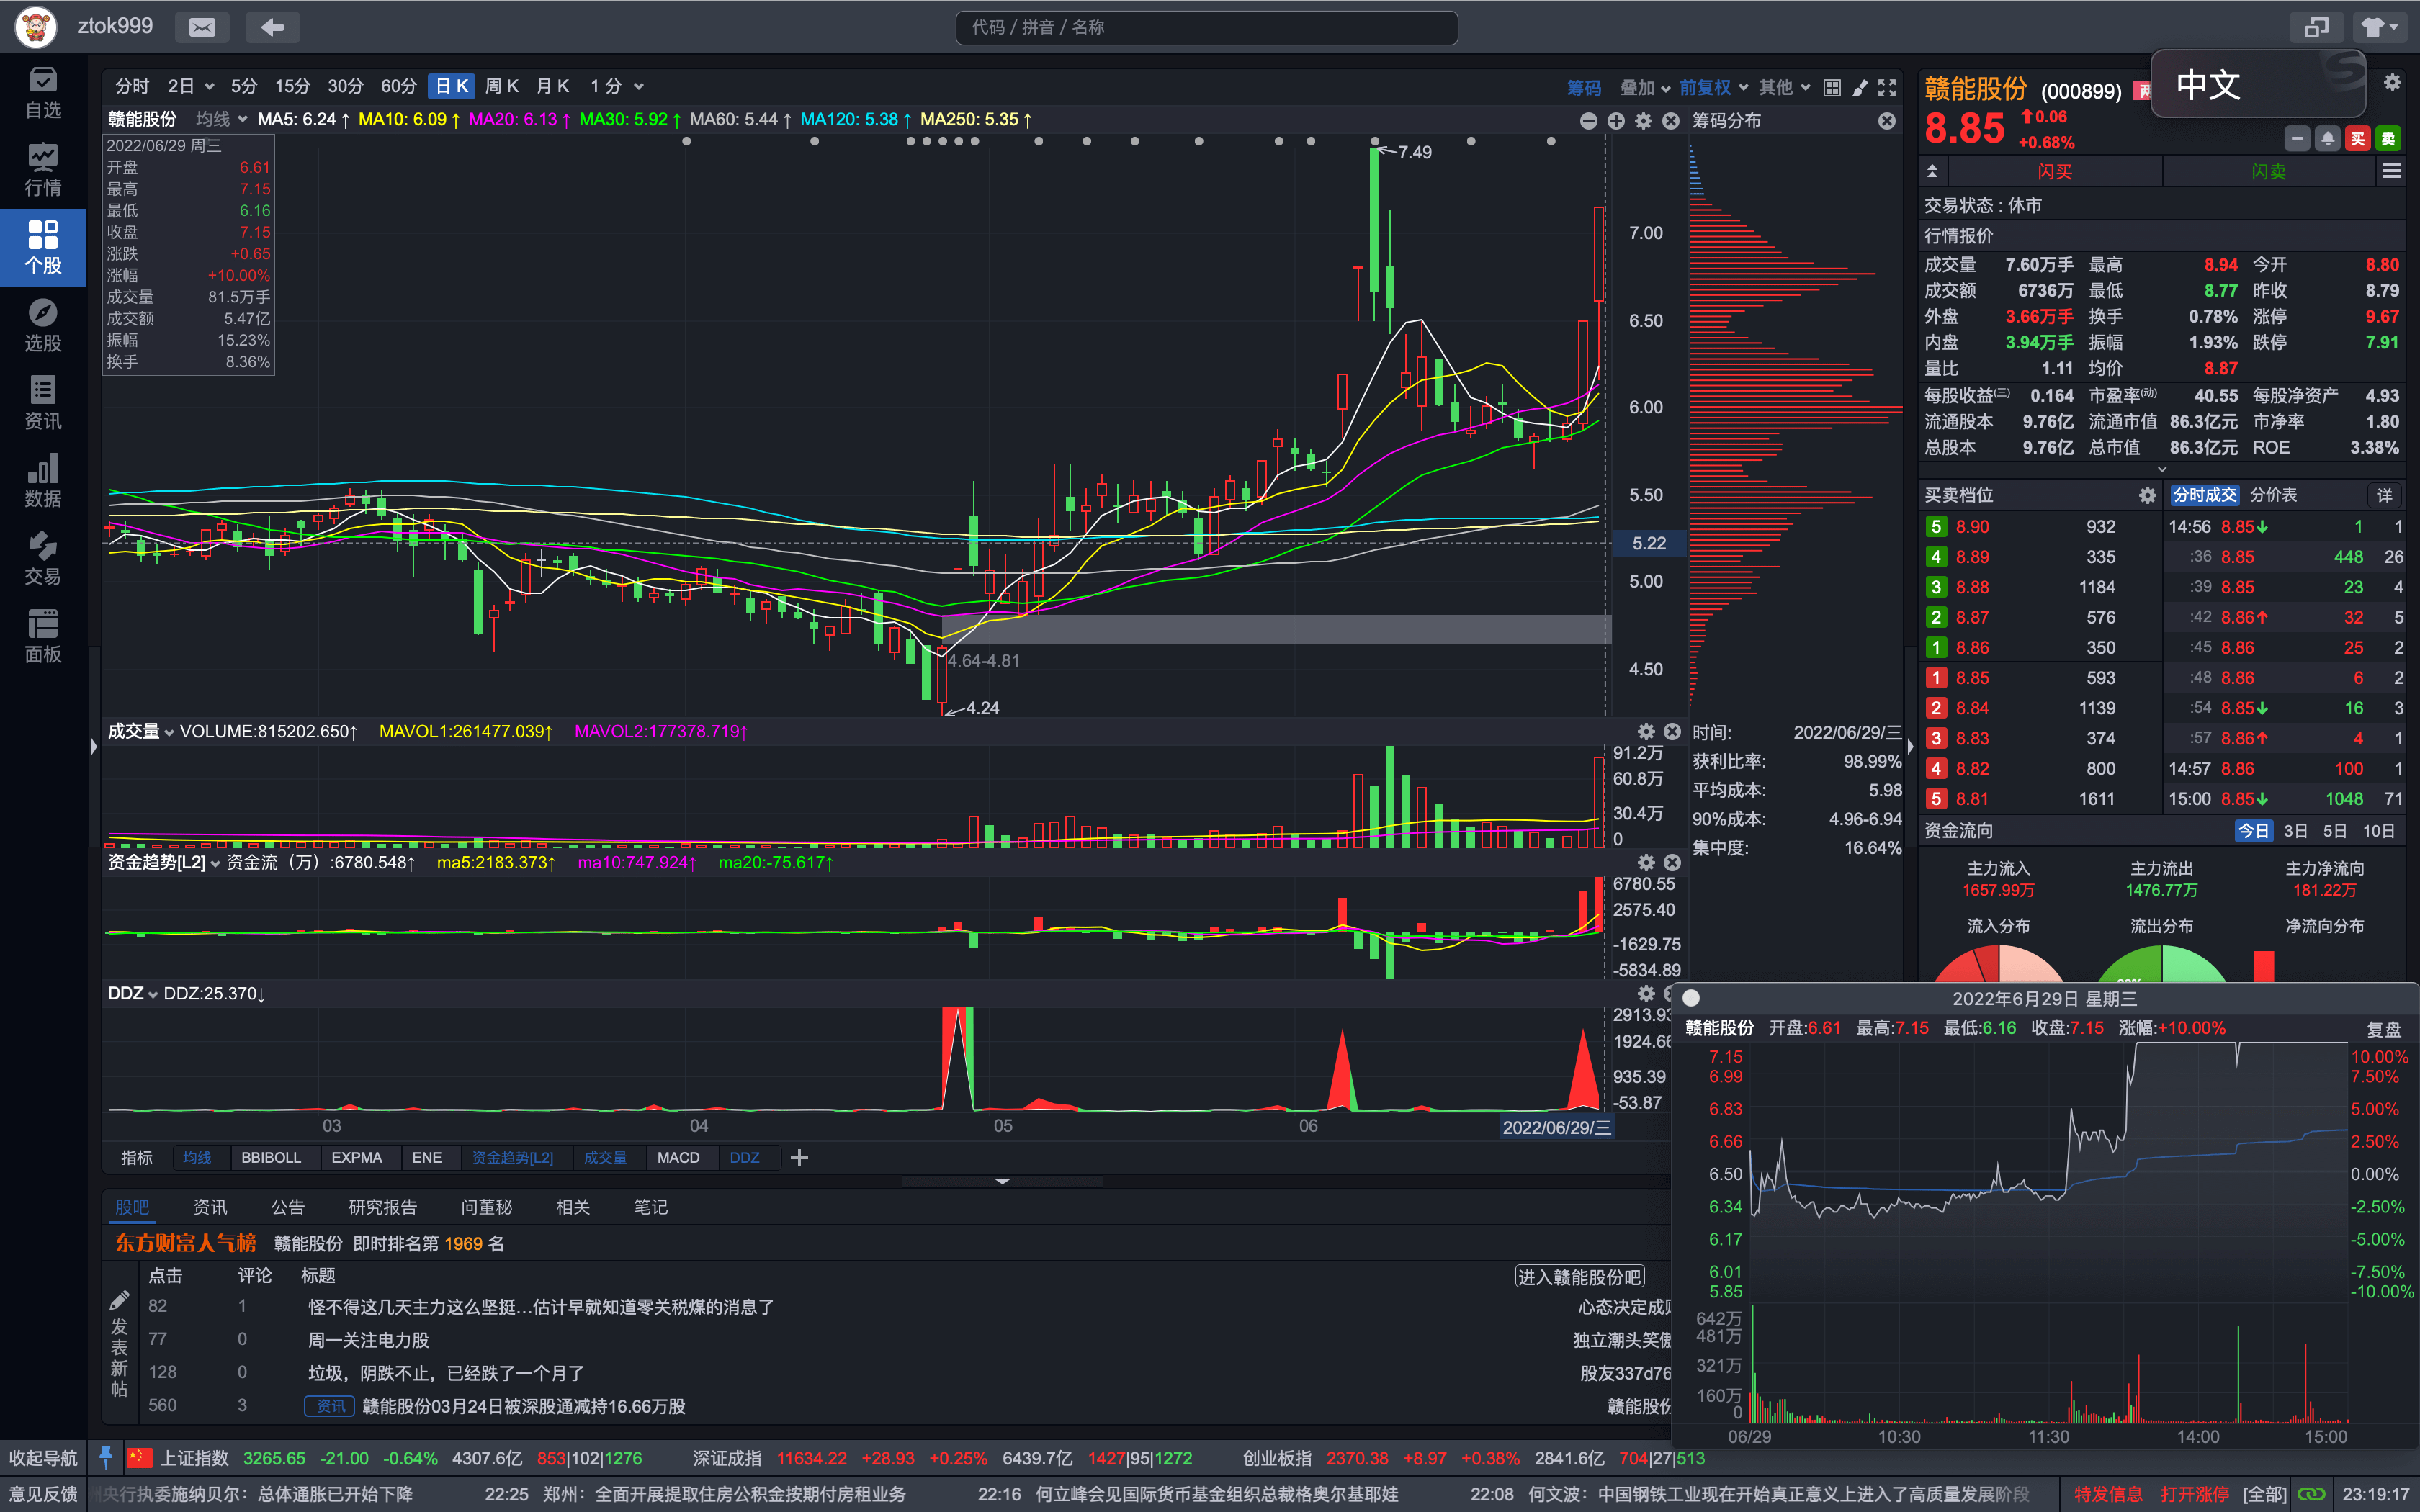 ztok999
代码 / 拼音 / 名称
中文
自选
行情
个股
选股
资讯
数据
交易
面板
分时 2日 5分 15分 30分 60分 日K 周K 月K 1分
筹码 叠加 前复权 其他
赣能股份 均线 MA5: 6.24↑ MA10: 6.09↑ MA20: 6.13↑ MA30: 5.92↑ MA60: 5.44↑ MA120: 5.38↑ MA250: 5.35↑
筹码分布
2022/06/29 周三
开盘 6.61
最高 7.15
最低 6.16
收盘 7.15
涨跌 +0.65
涨幅 +10.00%
成交量 81.5万手
成交额 5.47亿
振幅 15.23%
换手 8.36%
7.49
7.00
6.50
6.00
5.50
5.22
5.00
4.50
4.64-4.81
4.24
成交量 VOLUME:815202.650↑ MAVOL1:261477.039↑ MAVOL2:177378.719↑
91.2万
60.8万
30.4万
0
资金趋势[L2] 资金流（万）:6780.548↑ ma5:2183.373↑ ma10:747.924↑ ma20:-75.617↑
6780.55
2575.40
-1629.75
-5834.89
DDZ DDZ:25.370↓
2913.93
1924.66
935.39
-53.87
03 04 05 06 2022/06/29/三
时间: 2022/06/29/三
获利比率: 98.99%
平均成本: 5.98
90%成本: 4.96-6.94
集中度: 16.64%
指标 均线 BBIBOLL EXPMA ENE 资金趋势[L2] 成交量 MACD DDZ
股吧 资讯 公告 研究报告 问董秘 相关 笔记
东方财富人气榜 赣能股份 即时排名第 1969 名
点击 评论 标题 进入赣能股份吧
发表新帖
82 1 怪不得这几天主力这么坚挺…估计早就知道零关税煤的消息了 心态决定成
77 0 周一关注电力股 独立潮头笑傲
128 0 垃圾，阴跌不止，已经跌了一个月了 股友337d76
560 3 资讯 赣能股份03月24日被深股通减持16.66万股 赣能股份
赣能股份 (000899)
8.85 0.06
+0.68%
买 卖
闪买 闪卖
交易状态 : 休市
行情报价
成交量 7.60万手 最高 8.94 今开 8.80
成交额 6736万 最低 8.77 昨收 8.79
外盘 3.66万手 换手 0.78% 涨停 9.67
内盘 3.94万手 振幅 1.93% 跌停 7.91
量比 1.11 均价 8.87
每股收益(三) 0.164 市盈率(动) 40.55 每股净资产 4.93
流通股本 9.76亿 流通市值 86.3亿元 市净率 1.80
总股本 9.76亿 总市值 86.3亿元 ROE 3.38%
买卖档位 分时成交 分价表 详
5 8.90 932 14:56 8.85↓ 1 1
4 8.89 335 :36 8.85 448 26
3 8.88 1184 :39 8.85 23 4
2 8.87 576 :42 8.86↑ 32 5
1 8.86 350 :45 8.86 25 2
1 8.85 593 :48 8.86 6 2
2 8.84 1139 :54 8.85↓ 16 3
3 8.83 374 :57 8.86↑ 4 1
4 8.82 800 14:57 8.86 100 1
5 8.81 1611 15:00 8.85↓ 1048 71
资金流向 今日 3日 5日 10日
主力流入 主力流出 主力净流向
1657.99万 1476.77万 181.22万
流入分布 流出分布 净流向分布
2022年6月29日 星期三
赣能股份 开盘:6.61 最高:7.15 最低:6.16 收盘:7.15 涨幅:+10.00% 复盘
7.15 10.00%
6.99 7.50%
6.83 5.00%
6.66 2.50%
6.50 0.00%
6.34 -2.50%
6.17 -5.00%
6.01 -7.50%
5.85 -10.00%
642万
481万
321万
160万
0
06/29 10:30 11:30 14:00 15:00
收起导航 上证指数 3265.65 -21.00 -0.64% 4307.6亿 853|102|1276 深证成指 11634.22 +28.93 +0.25% 6439.7亿 1427|95|1272 创业板指 2370.38 +8.97 +0.38% 2841.6亿 704|27|513
意见反馈 央行执委施纳贝尔：总体通胀已开始下降 22:25 郑州：全面开展提取住房公积金按期付房租业务 22:16 何立峰会见国际货币基金组织总裁格奥尔基耶娃 22:08 何文波：中国钢铁工业现在开始真正意义上进入了高质量发展阶段 特发信息 打开涨停 [全部] 23:19:17